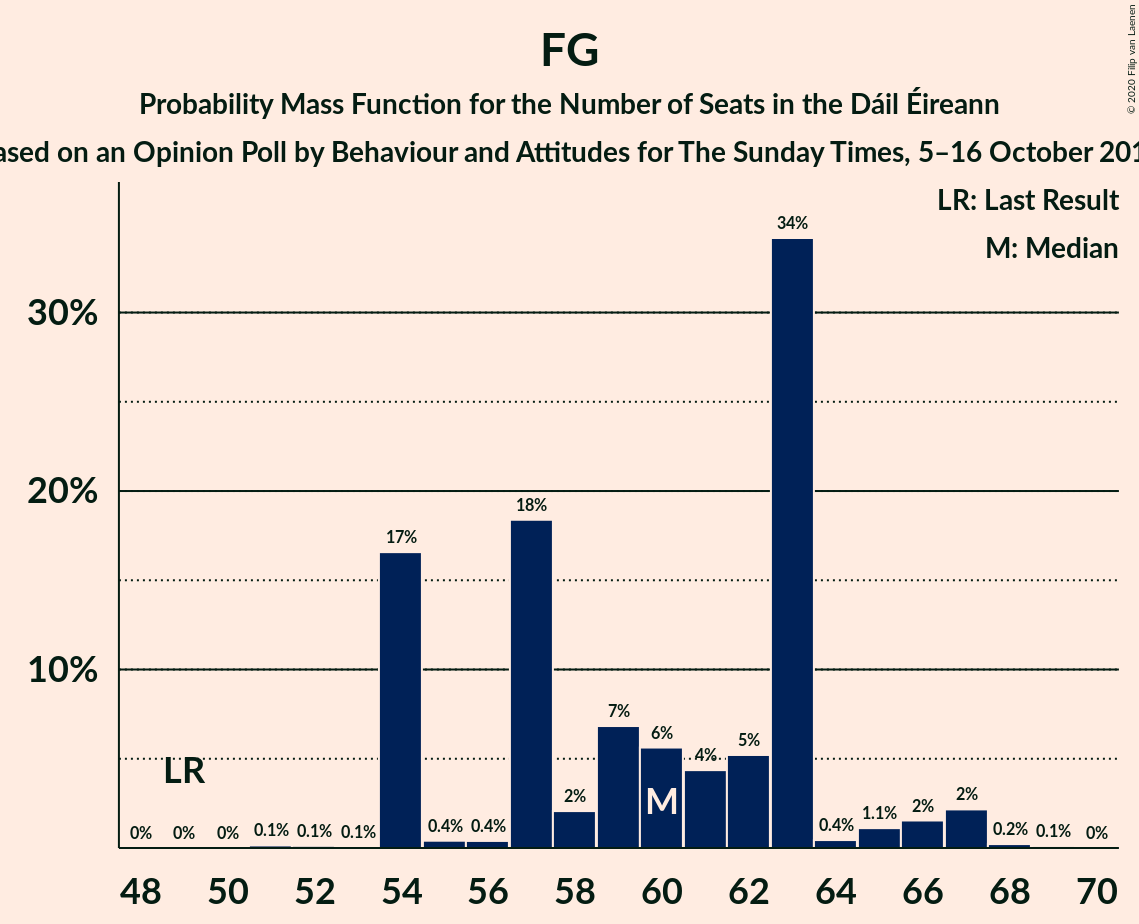 FG
Probability Mass Function for the Number of Seats in the Dáil Éireann
ased on an Opinion Poll by Behaviour and Attitudes for The Sunday Times, 5–16 October 201
© 2020 Filip van Laenen
LR: Last Result
M: Median
34%
30%
20%
18%
17%
10%
7%
6%
5%
4%
LR
M
2%
2%
2%
1.1%
0% 0% 0% 0.1% 0.1% 0.1% 0.4% 0.4% 0.4% 0.2% 0.1% 0%
48 50 52 54 56 58 60 62 64 66 68 70